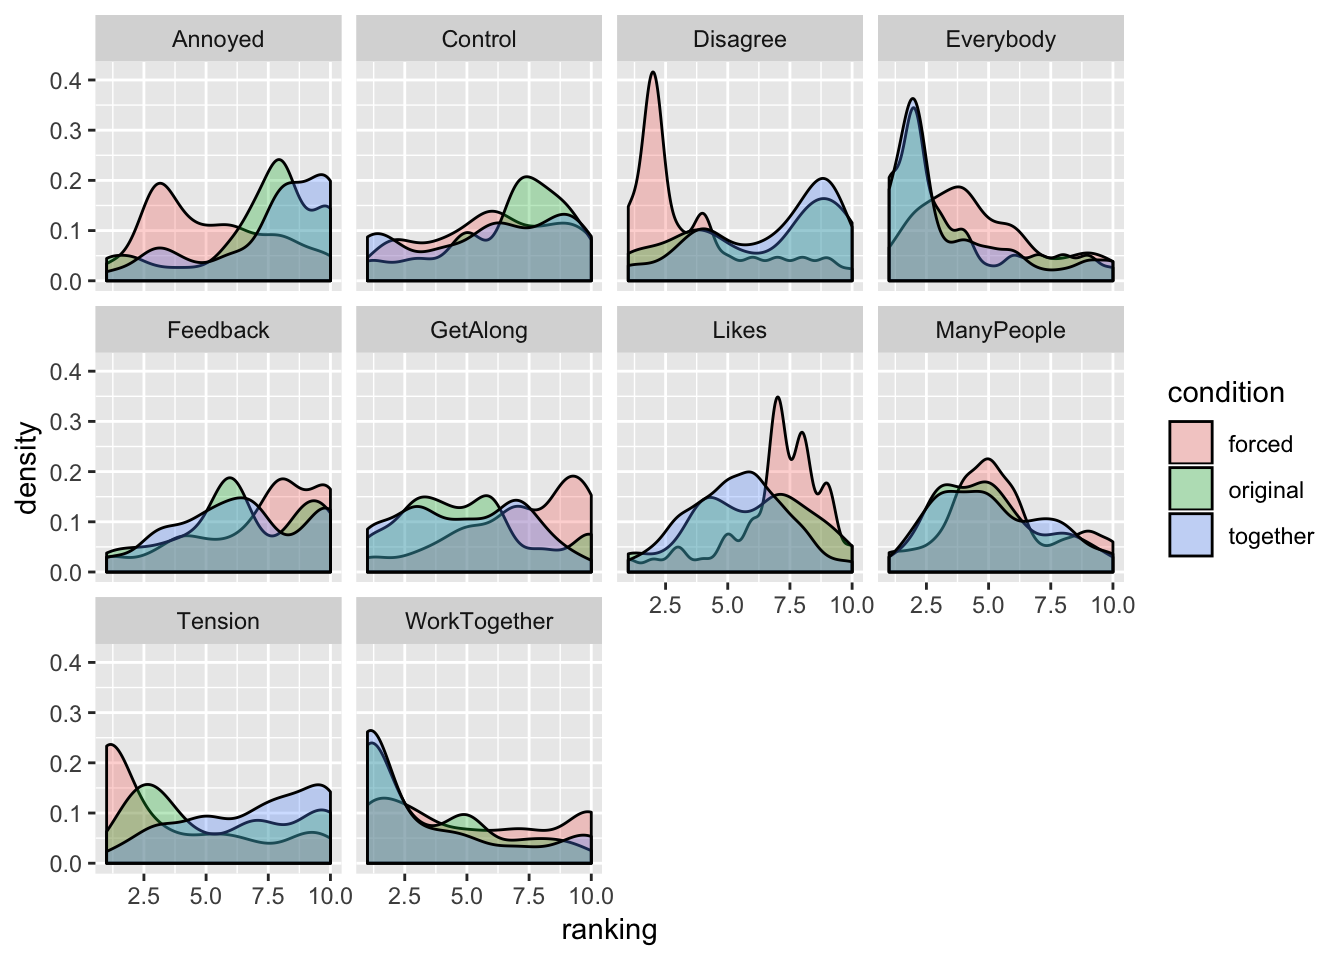 Annoyed Control Disagree Everybody
0.4
0.3
0.2
0.1
0.0
Feedback GetAlong Likes ManyPeople
0.4
0.3
0.2
0.1
0.0
2.5 5.0 7.5 10.0 2.5 5.0 7.5 10.0
Tension WorkTogether
0.4
0.3
0.2
0.1
0.0
2.5 5.0 7.5 10.0 2.5 5.0 7.5 10.0
ranking
density
condition
forced
original
together